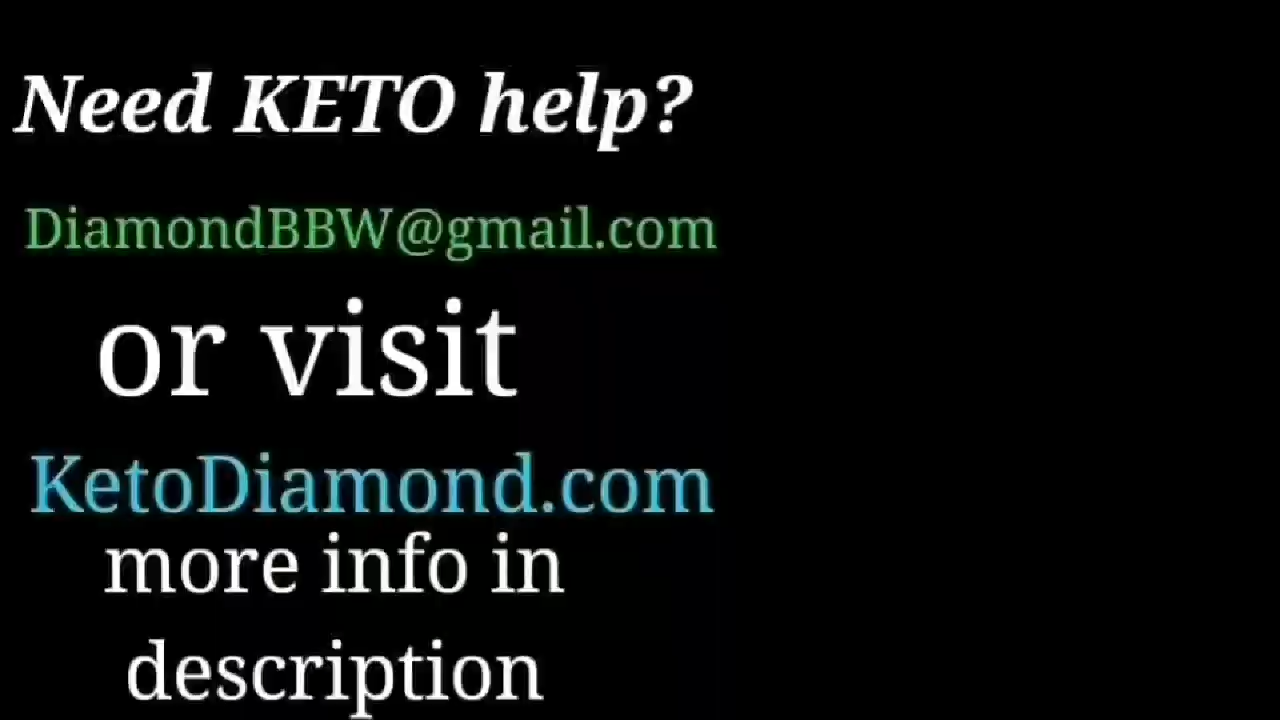 Need KETO help?
DiamondBBW@gmail.com
or visit
KetoDiamond.com
more info in
description